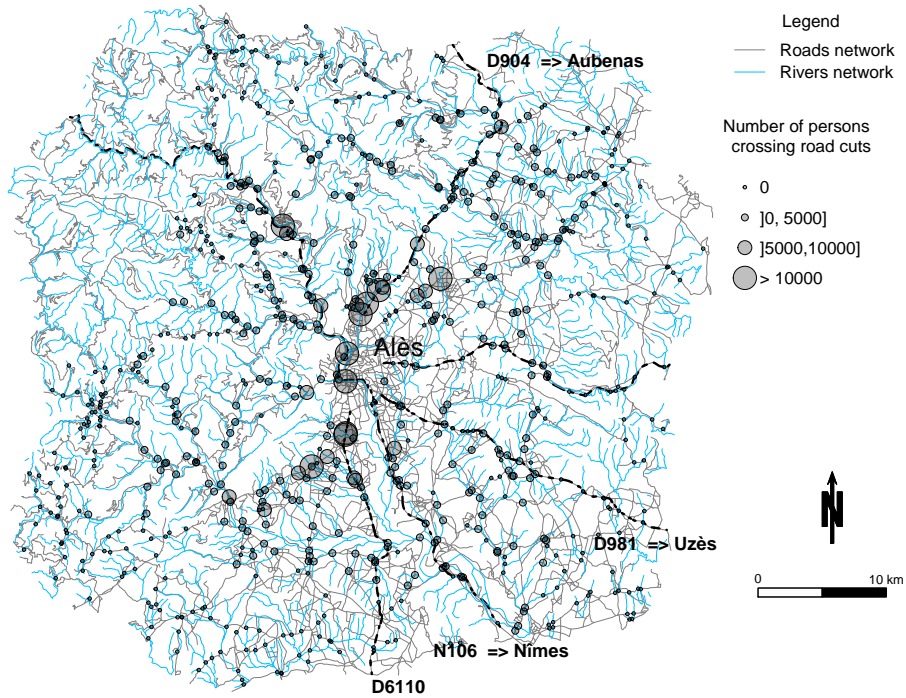 Legend
Roads network
Rivers network
D904 => Aubenas
Number of persons
crossing road cuts
0
]0, 5000]
]5000,10000]
> 10000
Alès
N
D981 => Uzès
0 10 km
N106 => Nîmes
D6110